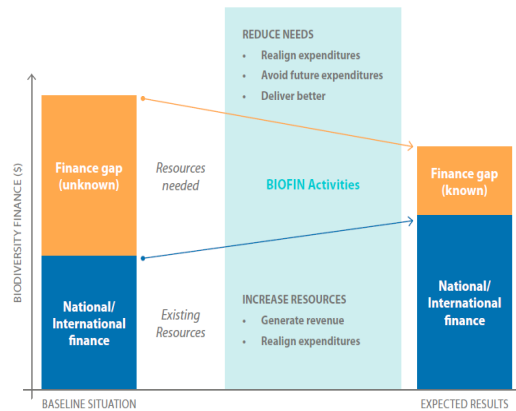 REDUCE NEEDS
• Realign expenditures
• Avoid future expenditures
• Deliver better
BIODIVERSITY FINANCE ($)
Finance gap
(unknown)
Resources
needed
BIOFIN Activities
Finance gap
(known)
National/
International
finance
Existing
Resources
INCREASE RESOURCES
• Generate revenue
• Realign expenditures
National/
International
finance
BASELINE SITUATION
EXPECTED RESULTS